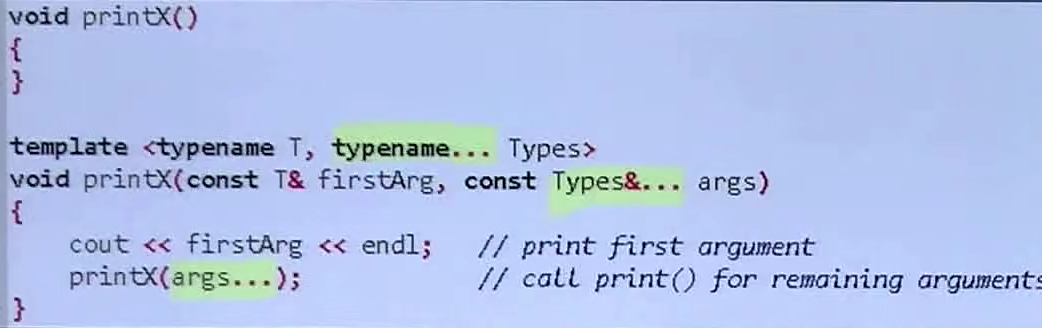 void printX()
{
}
template <typename T, typename... Types>
void printX(const T& firstArg, const Types&... args)
{
cout << firstArg << endl; // print first argument
printX(args...); // call print() for remaining arguments
}